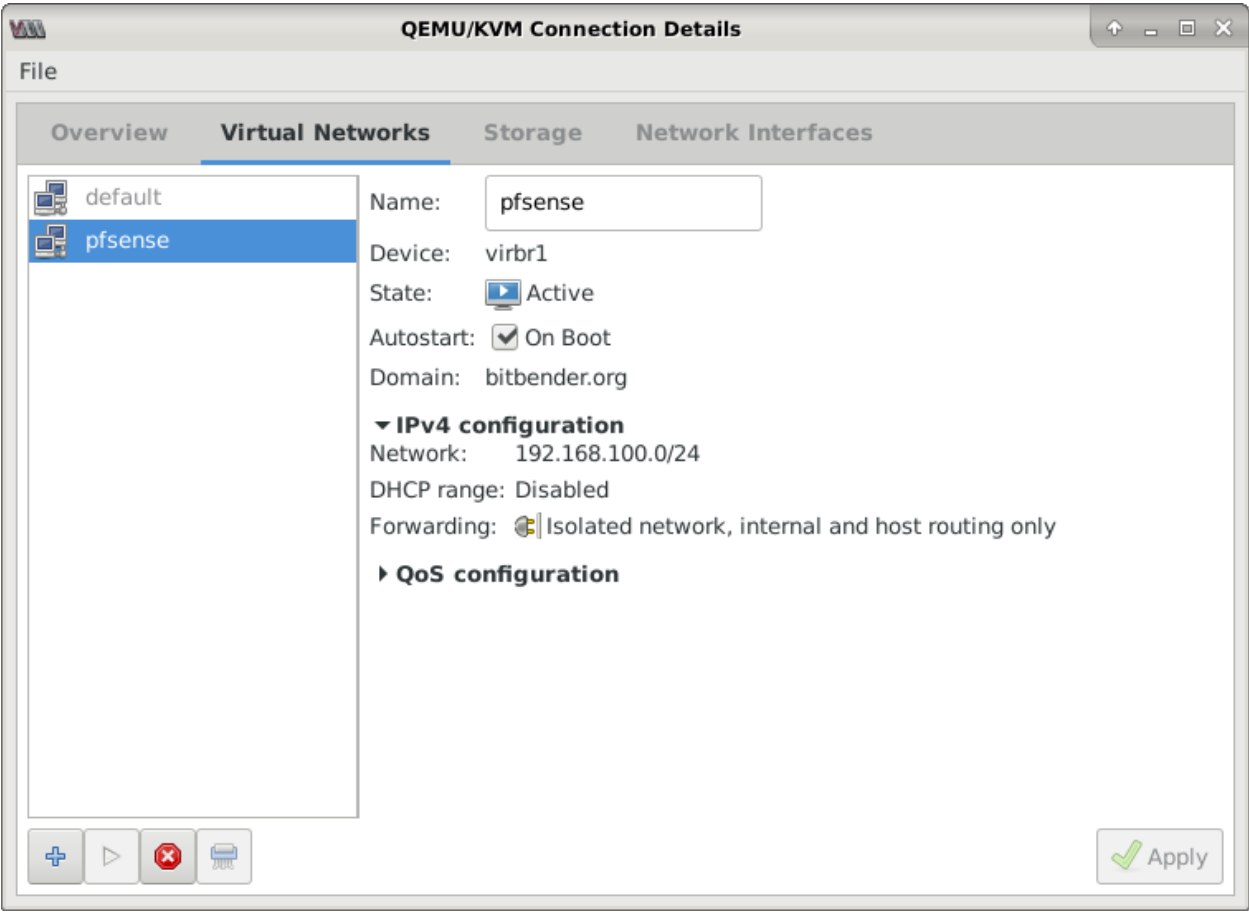 QEMU/KVM Connection Details
File
Overview Virtual Networks Storage Network Interfaces
default
pfsense
Name: pfsense
Device: virbr1
State: Active
Autostart: On Boot
Domain: bitbender.org
IPv4 configuration
Network: 192.168.100.0/24
DHCP range: Disabled
Forwarding: Isolated network, internal and host routing only
QoS configuration
Apply